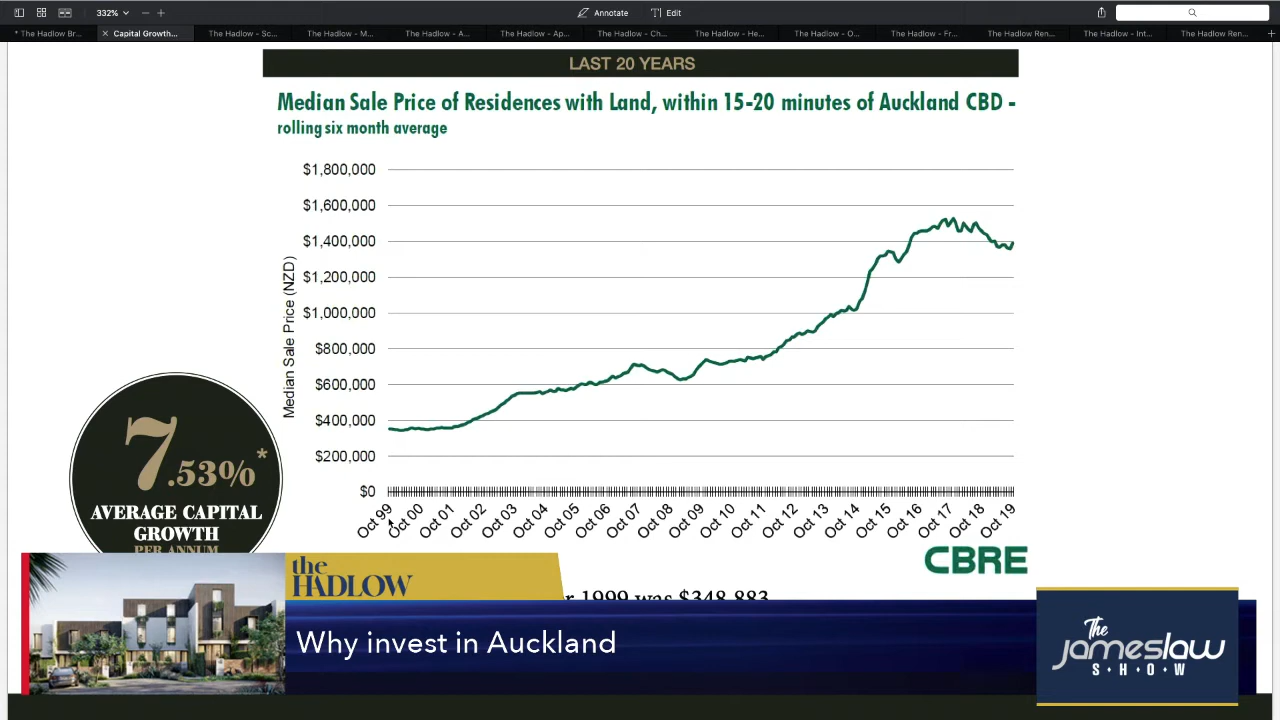 332%
Annotate
Edit
* The Hadlow Br...
Capital Growth...
The Hadlow - Sc...
The Hadlow - M...
The Hadlow - A...
The Hadlow - Ap...
The Hadlow - Ch...
The Hadlow - He...
The Hadlow - O...
The Hadlow - Fr...
The Hadlow Ren...
The Hadlow - Int...
The Hadlow Ren...
LAST 20 YEARS
Median Sale Price of Residences with Land, within 15-20 minutes of Auckland CBD -
rolling six month average
$1,800,000
$1,600,000
$1,400,000
$1,200,000
$1,000,000
$800,000
$600,000
$400,000
$200,000
$0
Median Sale Price (NZD)
Oct 99
Oct 00
Oct 01
Oct 02
Oct 03
Oct 04
Oct 05
Oct 06
Oct 07
Oct 08
Oct 09
Oct 10
Oct 11
Oct 12
Oct 13
Oct 14
Oct 15
Oct 16
Oct 17
Oct 18
Oct 19
7.53%*
AVERAGE CAPITAL
GROWTH
PER ANNUM
CBRE
r 1999 was $348,883
the
HADLOW
Why invest in Auckland
The
jameslaw
S·H·O·W